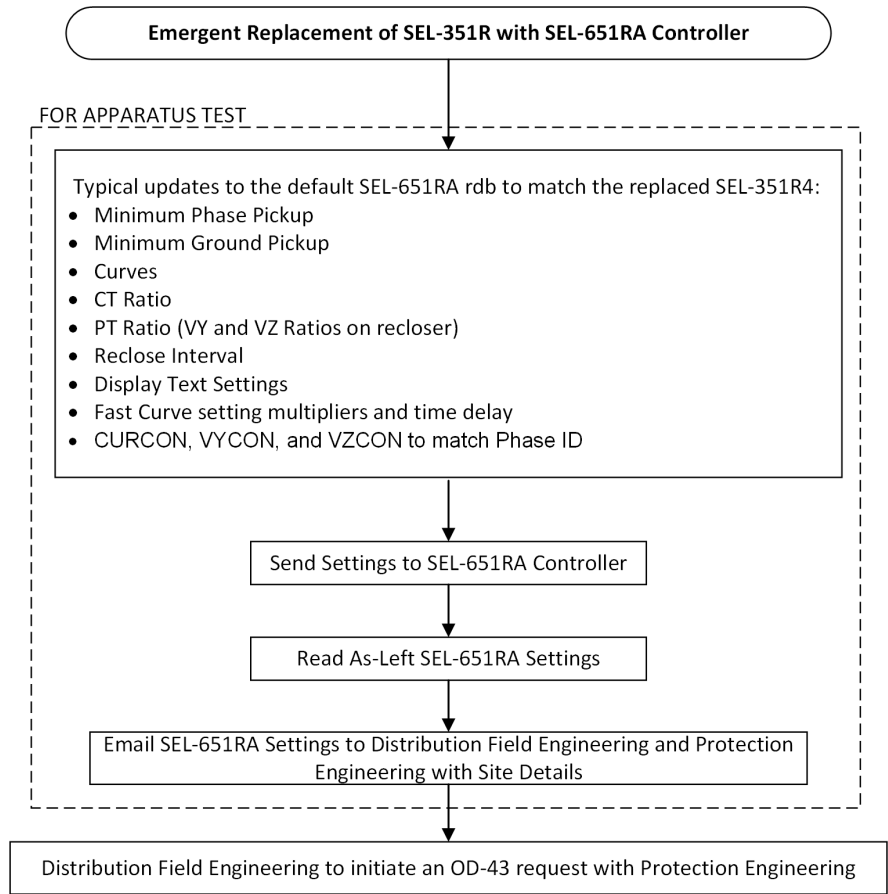 Emergent Replacement of SEL-351R with SEL-651RA Controller
FOR APPARATUS TEST
Typical updates to the default SEL-651RA rdb to match the replaced SEL-351R4:
• Minimum Phase Pickup
• Minimum Ground Pickup
• Curves
• CT Ratio
• PT Ratio (VY and VZ Ratios on recloser)
• Reclose Interval
• Display Text Settings
• Fast Curve setting multipliers and time delay
• CURCON, VYCON, and VZCON to match Phase ID
Send Settings to SEL-651RA Controller
Read As-Left SEL-651RA Settings
Email SEL-651RA Settings to Distribution Field Engineering and Protection
Engineering with Site Details
Distribution Field Engineering to initiate an OD-43 request with Protection Engineering